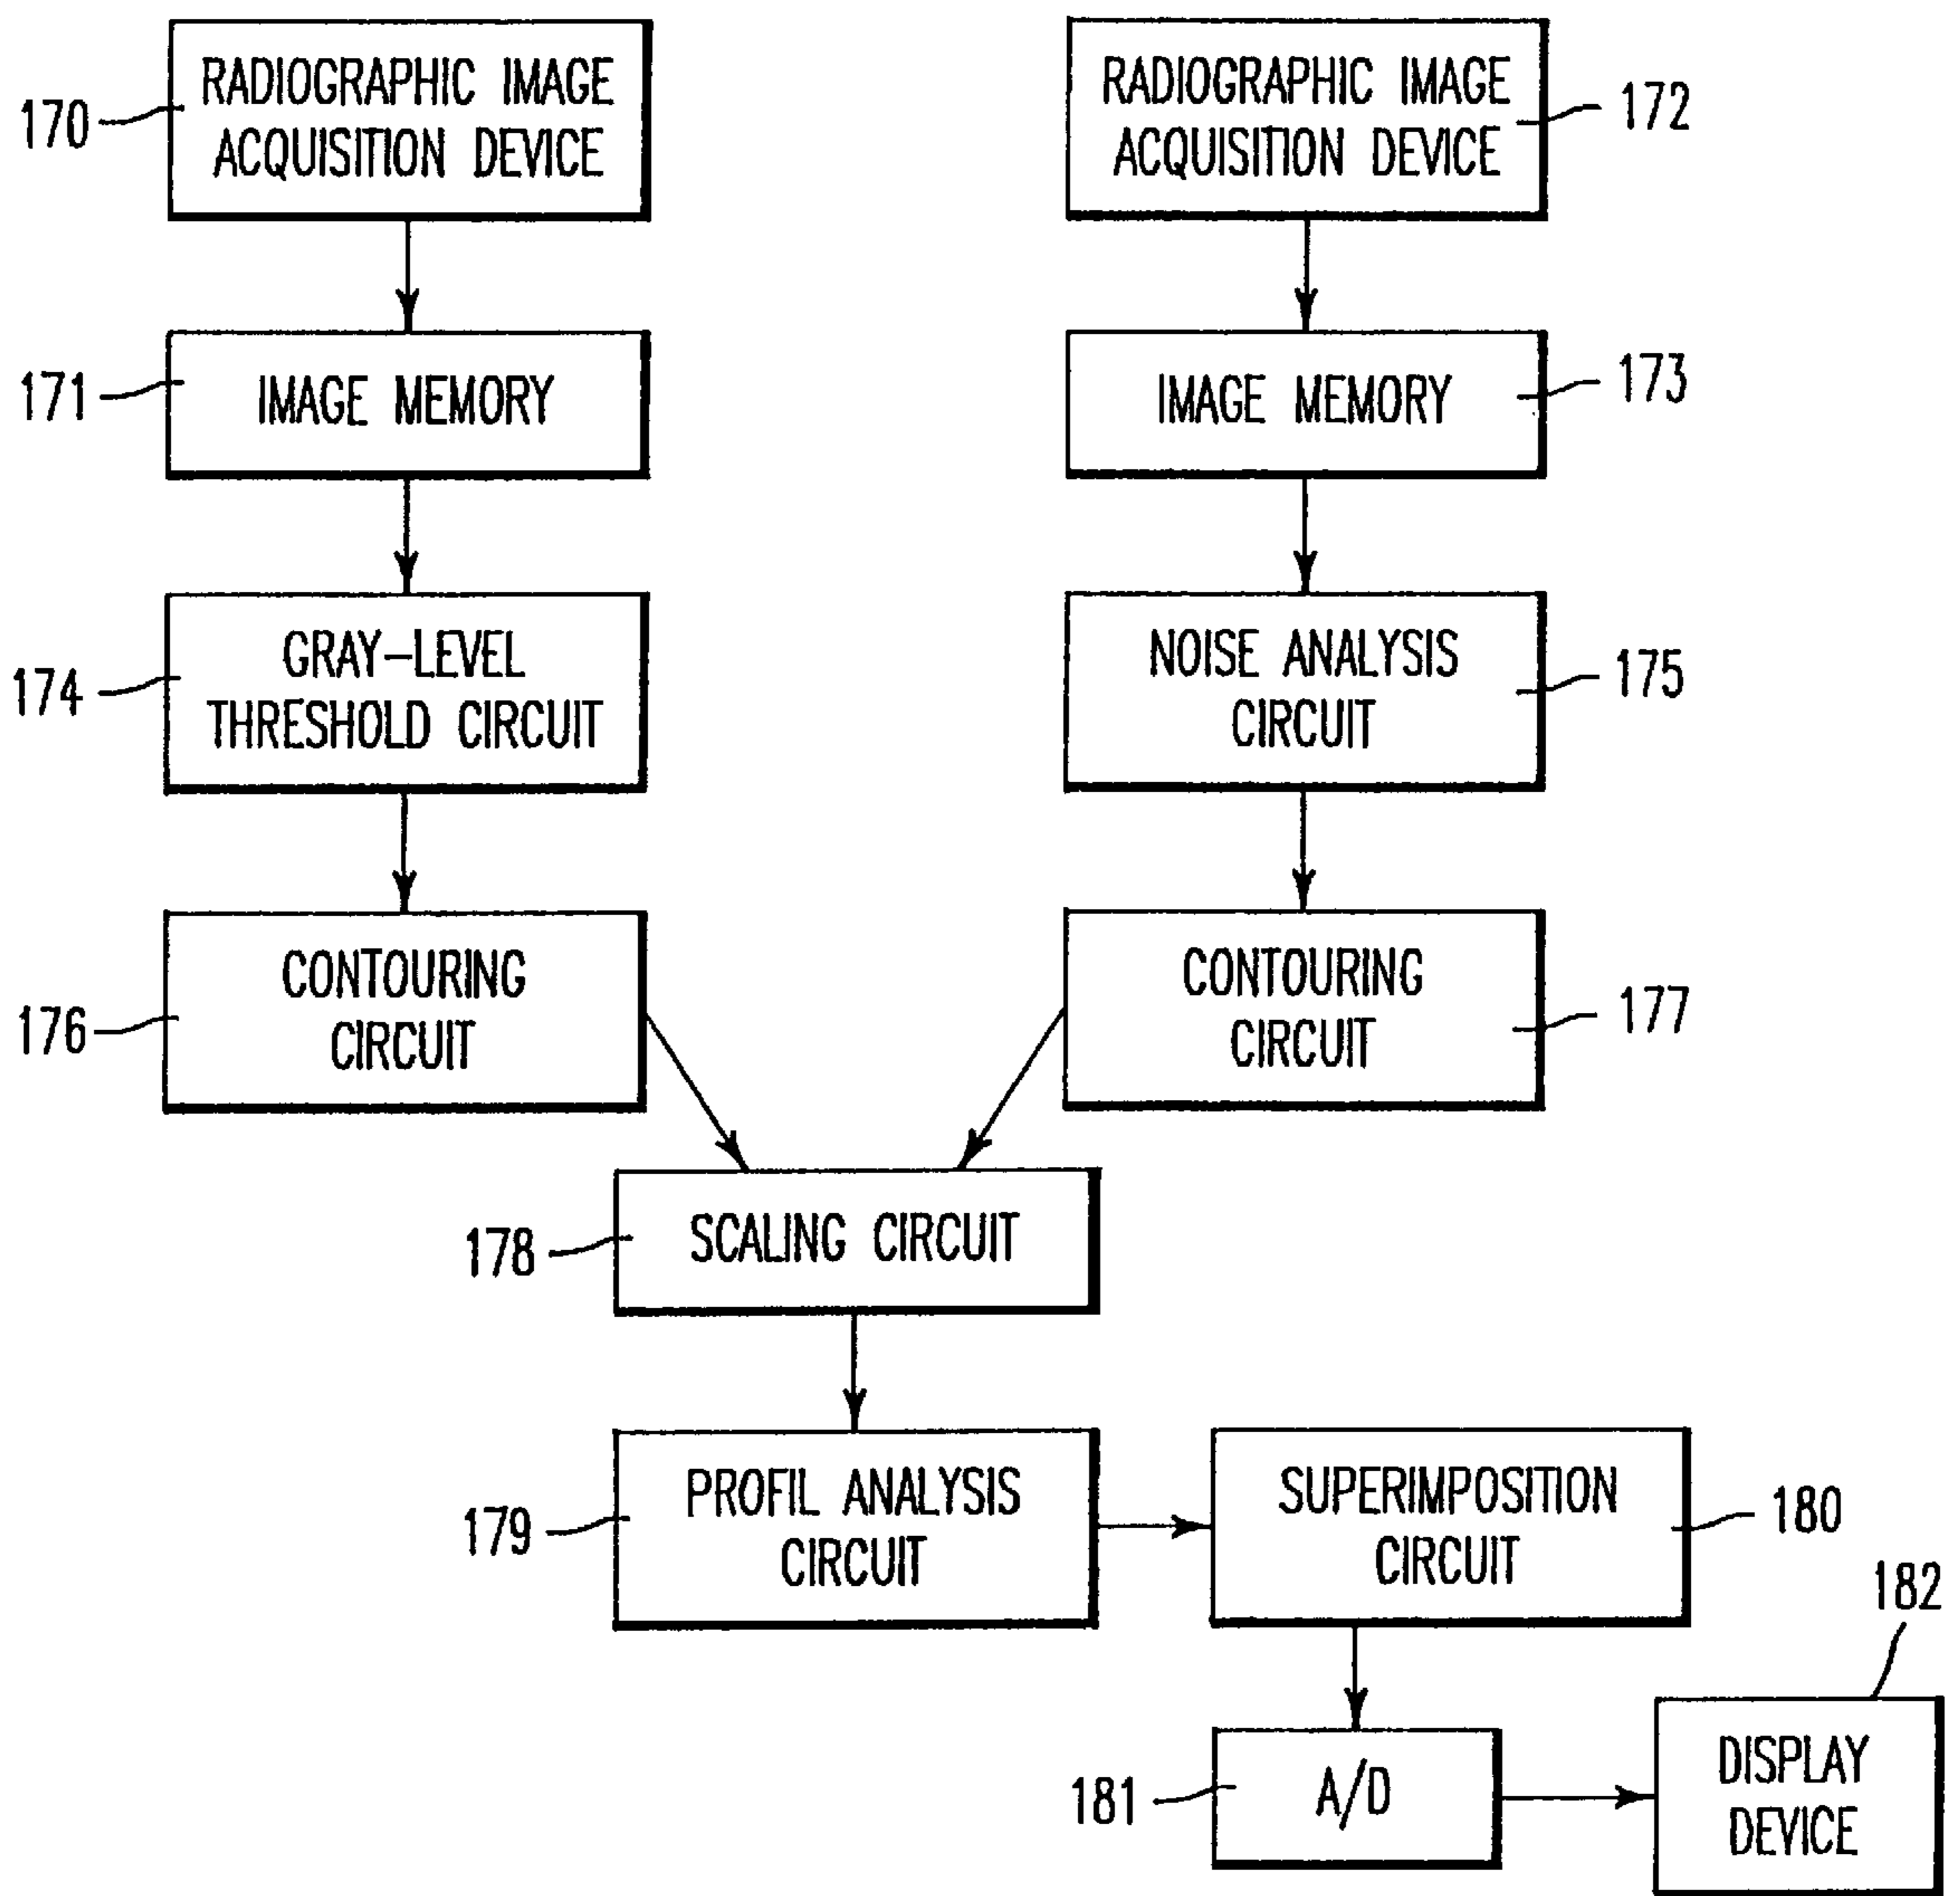 RADIOGRAPHIC IMAGE
ACQUISITION DEVICE
170
RADIOGRAPHIC IMAGE
ACQUISITION DEVICE
172
171
IMAGE MEMORY
IMAGE MEMORY
173
174
GRAY-LEVEL
THRESHOLD CIRCUIT
NOISE ANALYSIS
CIRCUIT
175
176
CONTOURING
CIRCUIT
CONTOURING
CIRCUIT
177
178
SCALING CIRCUIT
179
PROFIL ANALYSIS
CIRCUIT
SUPERIMPOSITION
CIRCUIT
180
181
A/D
182
DISPLAY
DEVICE